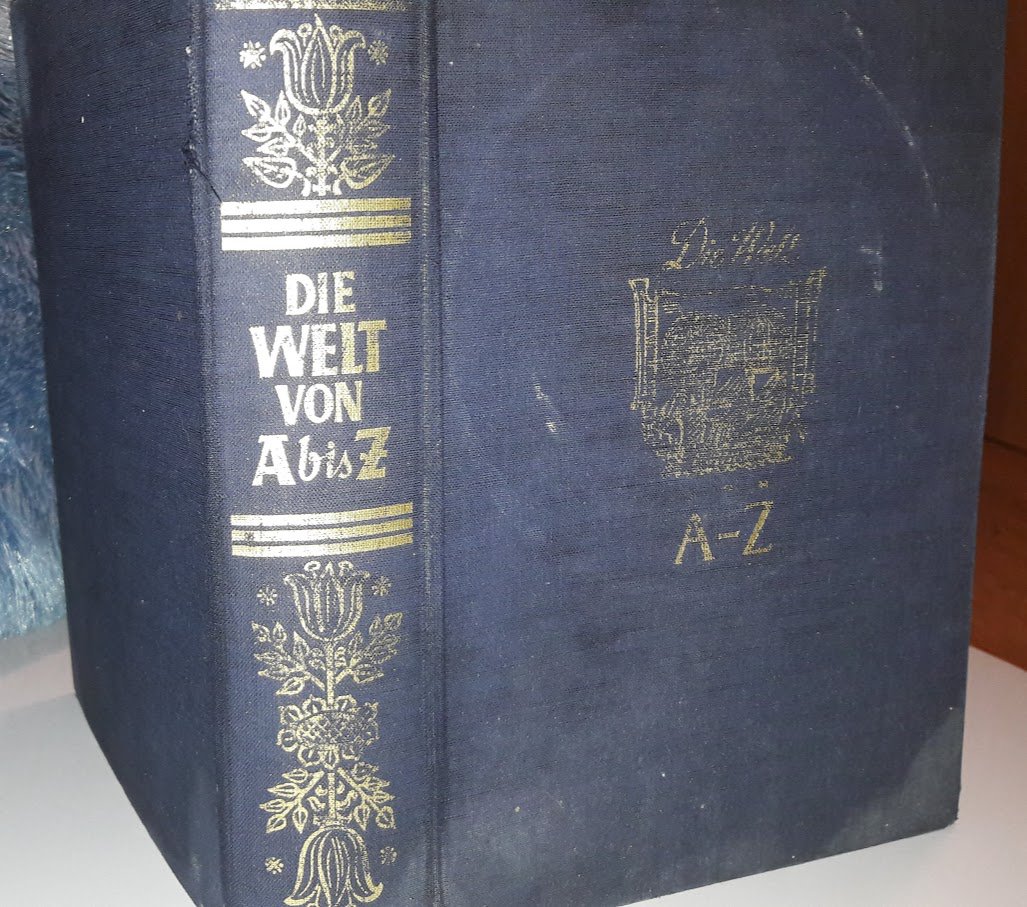 DIE
WELT
VON
A bis Z
Die Welt
A-Z